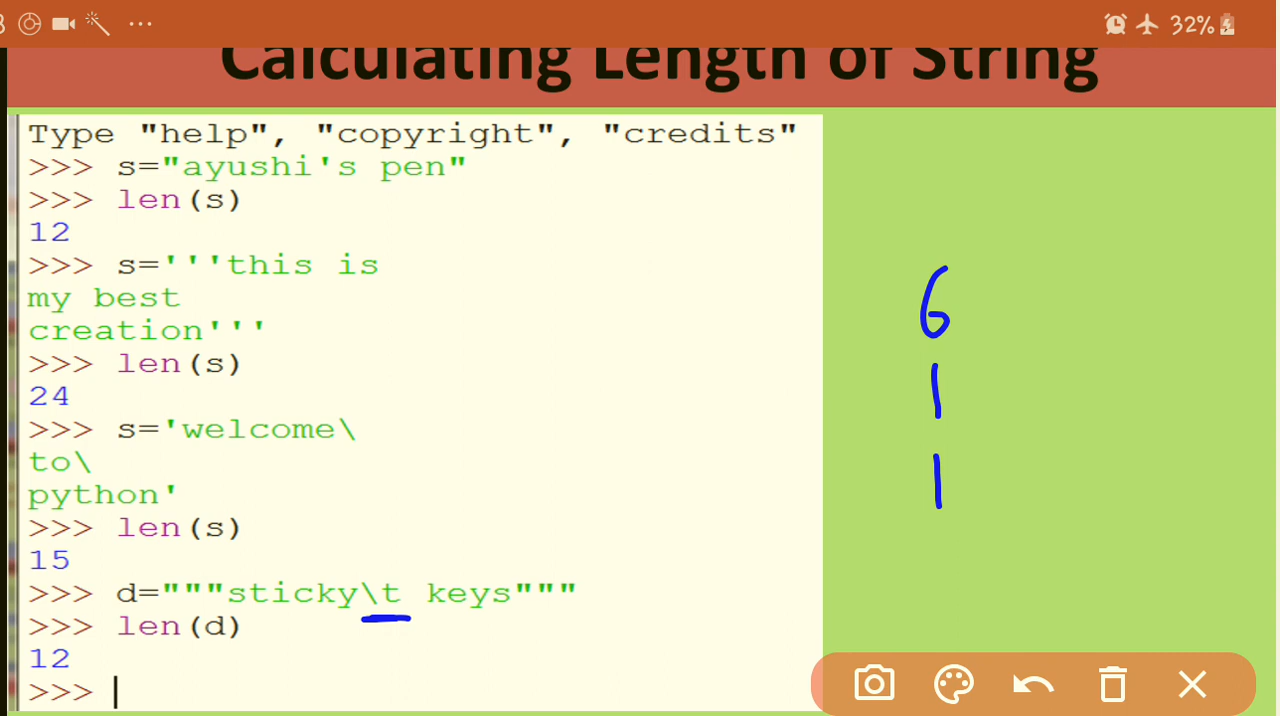 32%
Calculating Length of String
Type "help", "copyright", "credits"
>>> s="ayushi's pen"
>>> len(s)
12
>>> s='''this is
my best
creation'''
>>> len(s)
24
>>> s='welcome\
to\
python'
>>> len(s)
15
>>> d="""sticky\t keys"""
>>> len(d)
12
>>>
6
1
1